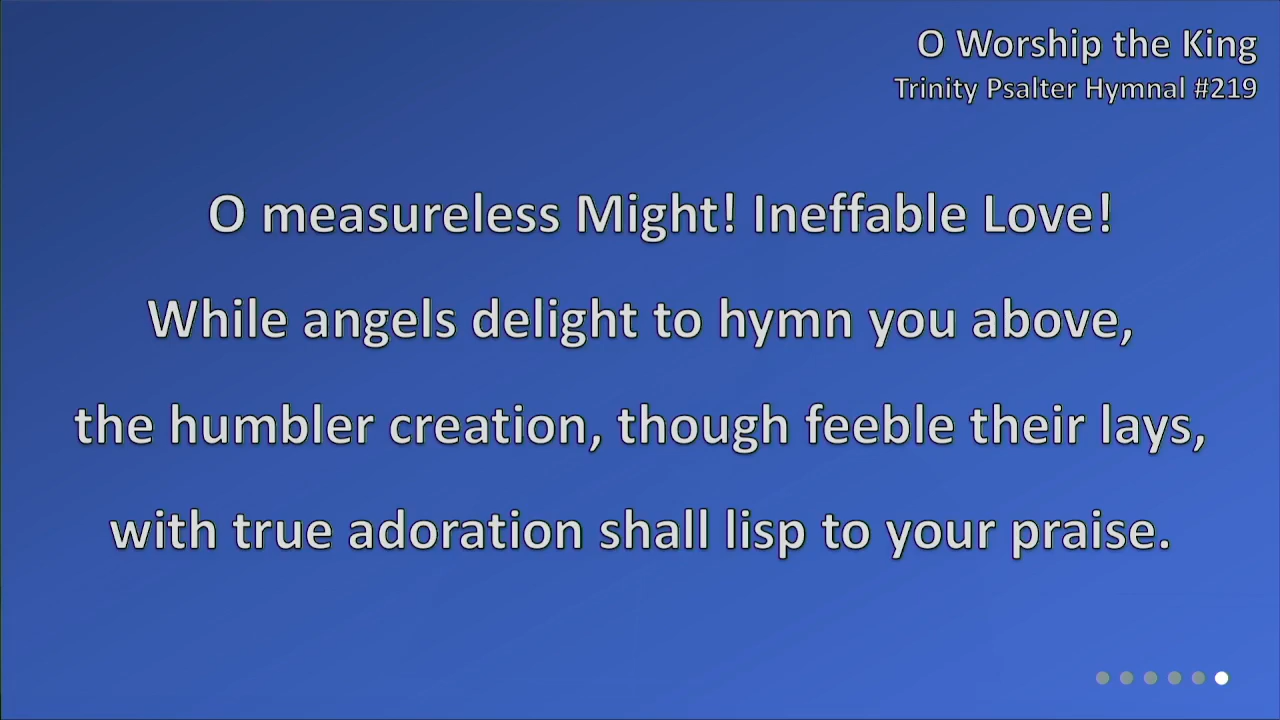 O Worship the King
Trinity Psalter Hymnal #219
O measureless Might! Ineffable Love!
While angels delight to hymn you above,
the humbler creation, though feeble their lays,
with true adoration shall lisp to your praise.